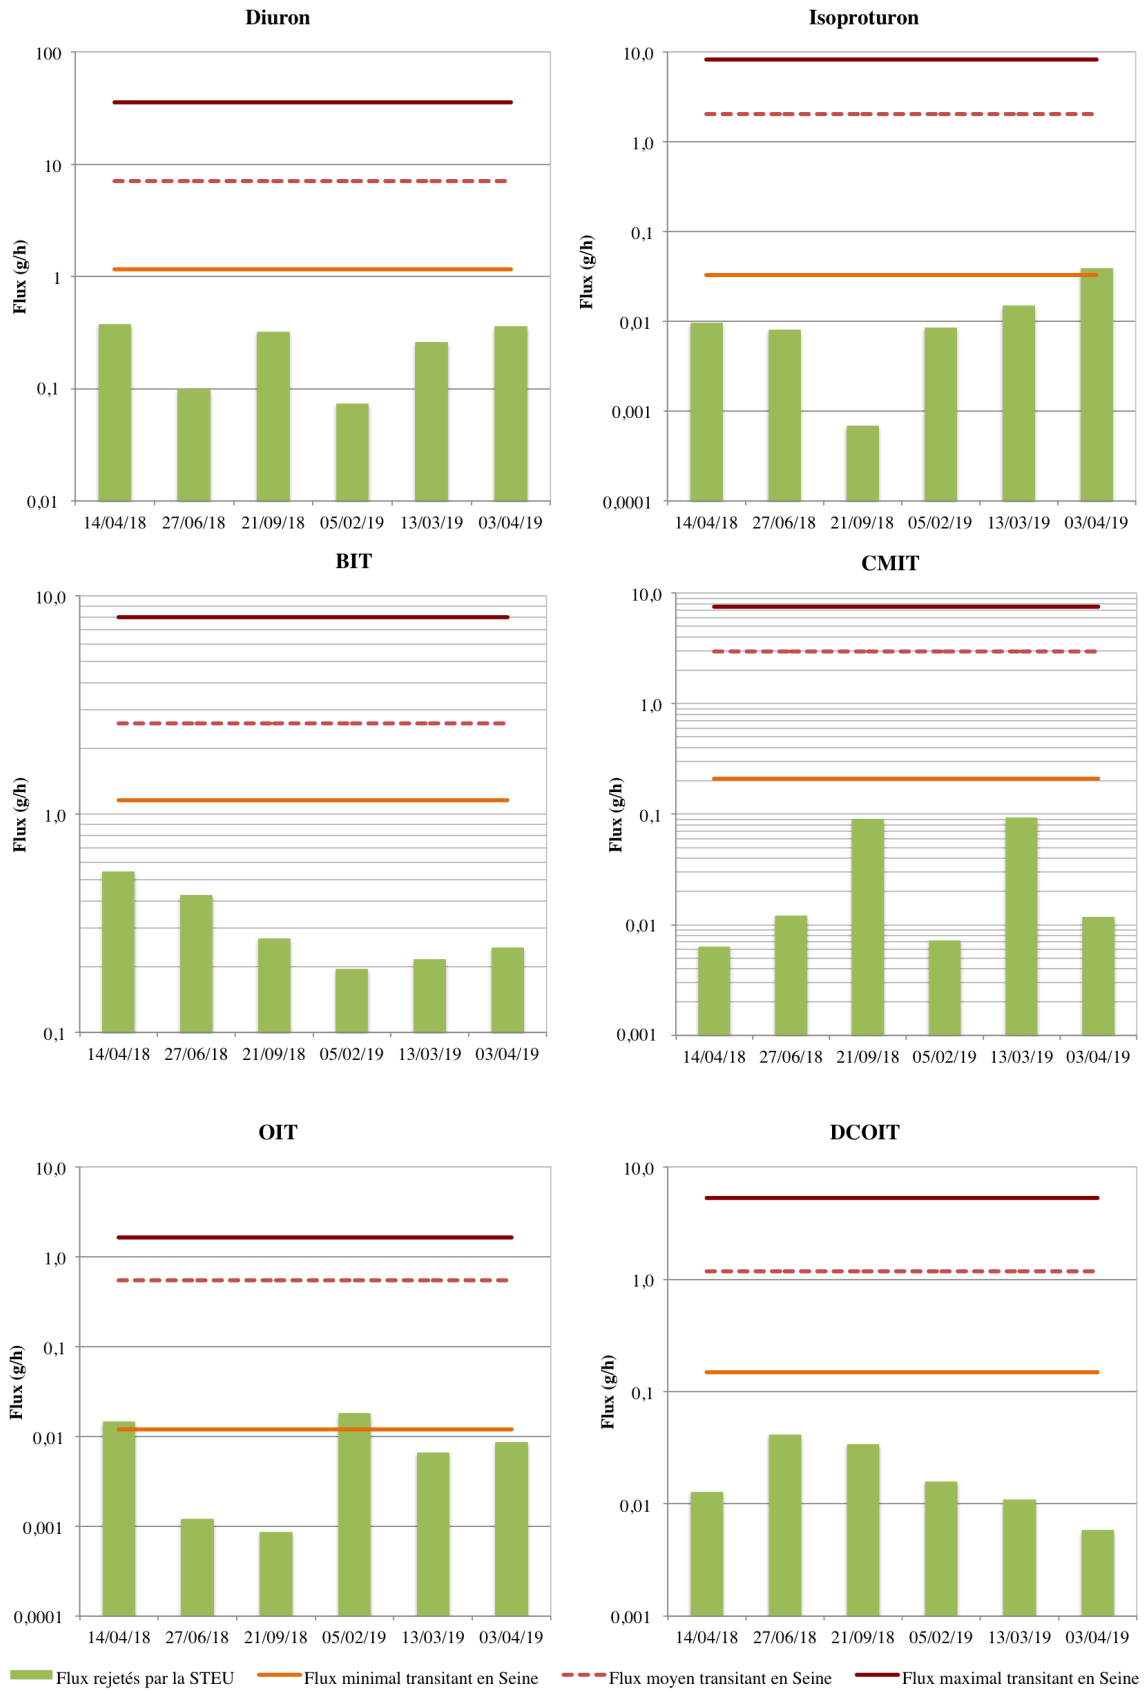 Diuron
Flux (g/h)
100
10
1
0,1
0,01
14/04/18 27/06/18 21/09/18 05/02/19 13/03/19 03/04/19
Isoproturon
Flux (g/h)
10,0
1,0
0,1
0,01
0,001
0,0001
14/04/18 27/06/18 21/09/18 05/02/19 13/03/19 03/04/19
BIT
Flux (g/h)
10,0
1,0
0,1
14/04/18 27/06/18 21/09/18 05/02/19 13/03/19 03/04/19
CMIT
Flux (g/h)
10,0
1,0
0,1
0,01
0,001
14/04/18 27/06/18 21/09/18 05/02/19 13/03/19 03/04/19
OIT
Flux (g/h)
10,0
1,0
0,1
0,01
0,001
0,0001
14/04/18 27/06/18 21/09/18 05/02/19 13/03/19 03/04/19
DCOIT
Flux (g/h)
10,0
1,0
0,1
0,01
0,001
14/04/18 27/06/18 21/09/18 05/02/19 13/03/19 03/04/19
Flux rejetés par la STEU Flux minimal transitant en Seine Flux moyen transitant en Seine Flux maximal transitant en Seine